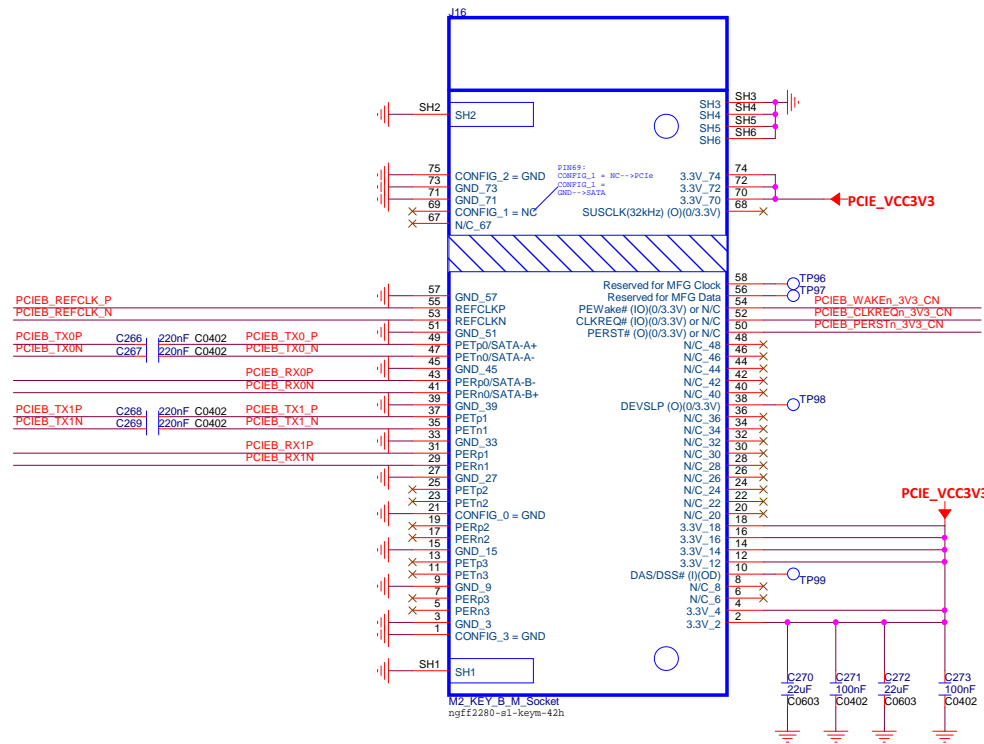 J16
SH2
SH2
SH3
SH3
SH4
SH4
SH5
SH5
SH6
SH6
PIN69:
CONFIG_1 = NC-->PCIe
CONFIG_1 =
GND-->SATA
75
CONFIG_2 = GND
3.3V_74
74
73
GND_73
3.3V_72
72
71
GND_71
3.3V_70
70
PCIE_VCC3V3
69
CONFIG_1 = NC
SUSCLK(32kHz) (O)(0/3.3V)
68
67
N/C_67
Reserved for MFG Clock
58
TP96
57
GND_57
Reserved for MFG Data
56
TP97
PCIEB_REFCLK_P
55
REFCLKP
PEWake# (IO)(0/3.3V) or N/C
54
PCIEB_WAKEn_3V3_CN
PCIEB_REFCLK_N
53
REFCLKN
CLKREQ# (IO)(0/3.3V) or N/C
52
PCIEB_CLKREQn_3V3_CN
51
GND_51
PERST# (O)(0/3.3V) or N/C
50
PCIEB_PERSTn_3V3_CN
PCIEB_TX0P
C266
220nF
C0402
PCIEB_TX0_P
49
PETp0/SATA-A+
N/C_48
48
PCIEB_TX0N
C267
220nF
C0402
PCIEB_TX0_N
47
PETn0/SATA-A-
N/C_46
46
45
GND_45
N/C_44
44
PCIEB_RX0P
43
PERp0/SATA-B-
N/C_42
42
PCIEB_RX0N
41
PERn0/SATA-B+
N/C_40
40
39
GND_39
DEVSLP (O)(0/3.3V)
38
TP98
PCIEB_TX1P
C268
220nF
C0402
PCIEB_TX1_P
37
PETp1
N/C_36
36
PCIEB_TX1N
C269
220nF
C0402
PCIEB_TX1_N
35
PETn1
N/C_34
34
33
GND_33
N/C_32
32
PCIEB_RX1P
31
PERp1
N/C_30
30
PCIEB_RX1N
29
PERn1
N/C_28
28
27
GND_27
N/C_26
26
25
PETp2
N/C_24
24
23
PETn2
N/C_22
22
21
CONFIG_0 = GND
N/C_20
20
PCIE_VCC3V3
19
PERp2
3.3V_18
18
17
PERn2
3.3V_16
16
15
GND_15
3.3V_14
14
13
PETp3
3.3V_12
12
11
PETn3
DAS/DSS# (I)(OD)
10
TP99
9
GND_9
N/C_8
8
7
PERp3
N/C_6
6
5
PERn3
3.3V_4
4
3
GND_3
3.3V_2
2
1
CONFIG_3 = GND
SH1
SH1
C270
22uF
C0603
C271
100nF
C0402
C272
22uF
C0603
C273
100nF
C0402
M2_KEY_B_M_Socket
ngff2280-s1-keym-42h